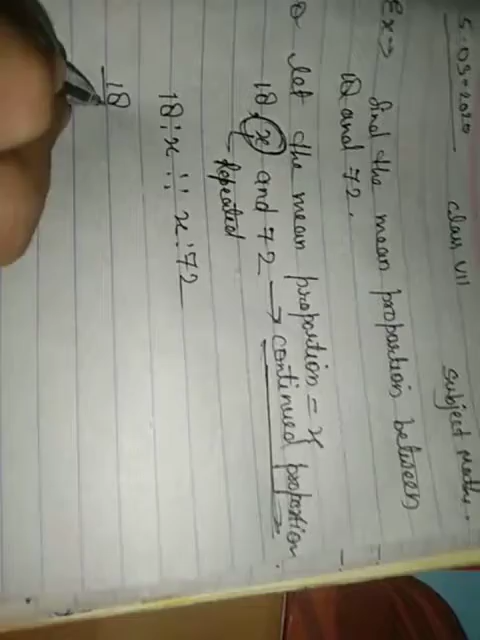 5-03-2020 class VII subject maths.
Ex⇒ find the mean proportion between
18 and 72.
let the mean proportion = x
18, x and 72 → continued proportion
Repeated
18 : x :: x : 72
18